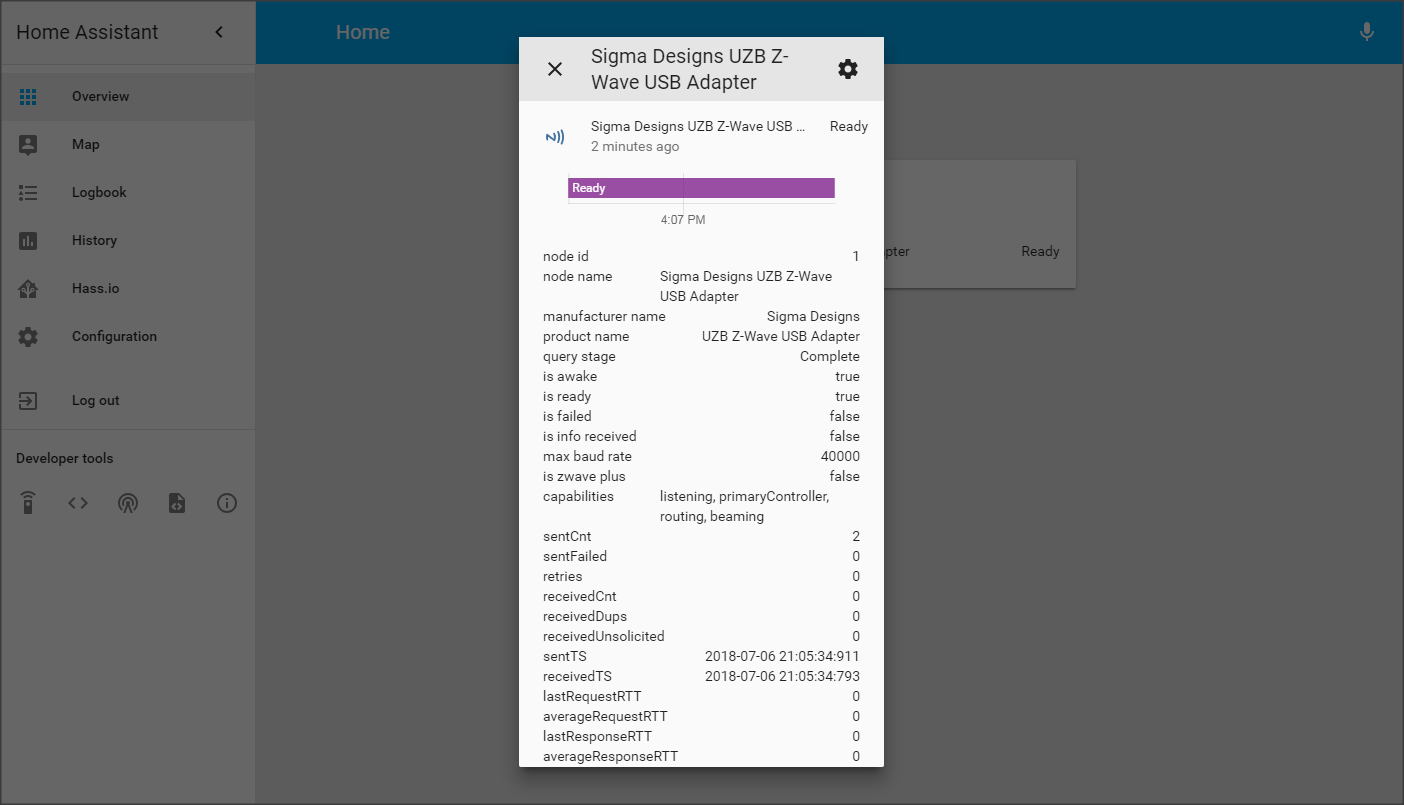 Home Assistant
Home
Overview
Map
Logbook
History
Hass.io
Configuration
Log out
Developer tools
Sigma Designs UZB Z-
Wave USB Adapter
Sigma Designs UZB Z-Wave USB ... Ready
2 minutes ago
Ready
4:07 PM
node id 1
node name Sigma Designs UZB Z-Wave
USB Adapter
manufacturer name Sigma Designs
product name UZB Z-Wave USB Adapter
query stage Complete
is awake true
is ready true
is failed false
is info received false
max baud rate 40000
is zwave plus false
capabilities listening, primaryController,
routing, beaming
sentCnt 2
sentFailed 0
retries 0
receivedCnt 0
receivedDups 0
receivedUnsolicited 0
sentTS 2018-07-06 21:05:34:911
receivedTS 2018-07-06 21:05:34:793
lastRequestRTT 0
averageRequestRTT 0
lastResponseRTT 0
averageResponseRTT 0
pter Ready